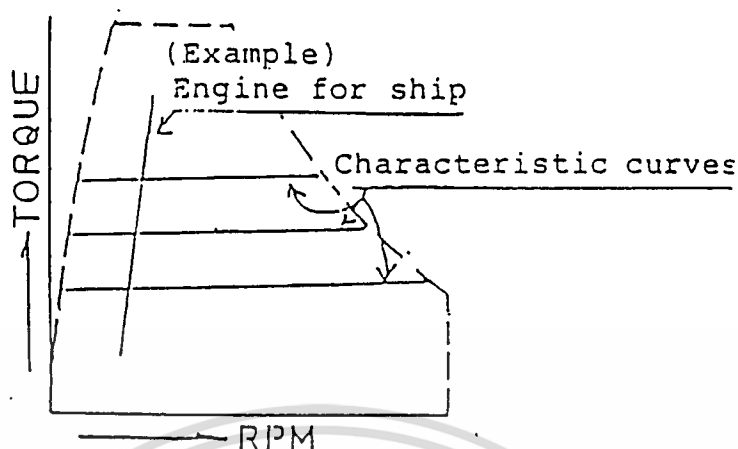 (Example)
Engine for ship
Characteristic curves
TORQUE
RPM